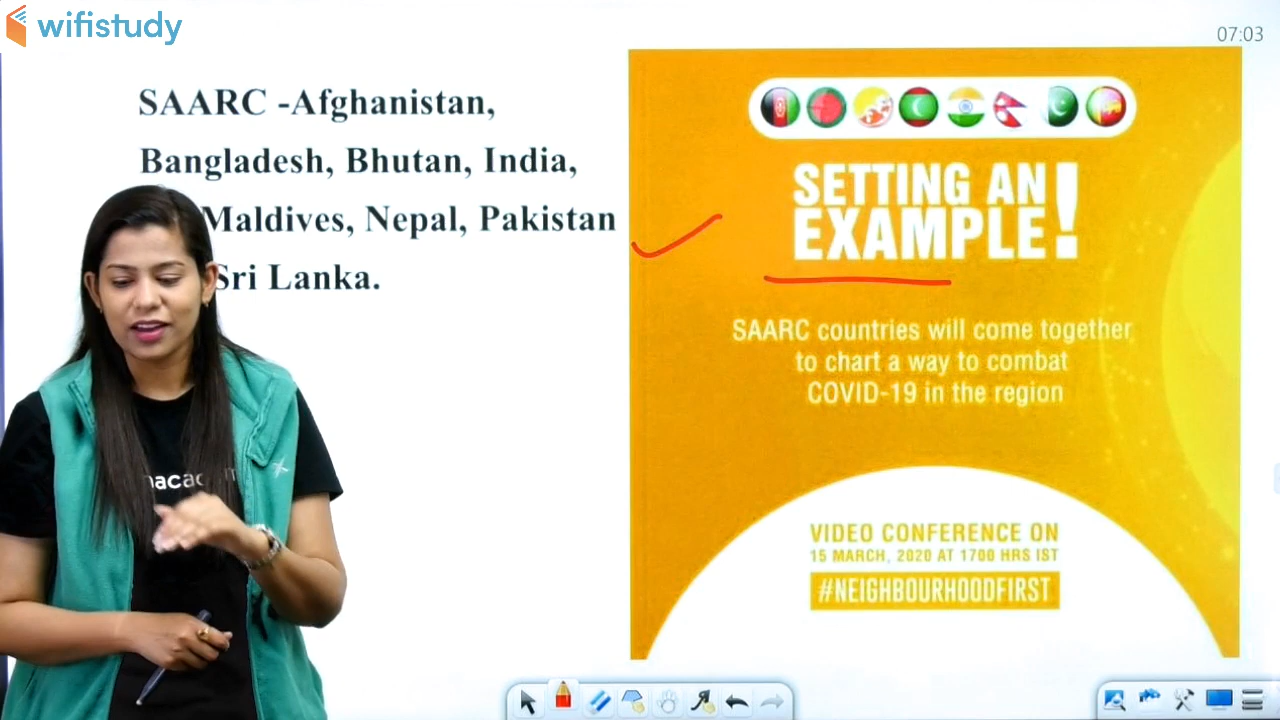 wifistudy
07:03
SAARC -Afghanistan,
Bangladesh, Bhutan, India,
Maldives, Nepal, Pakistan
Sri Lanka.
SETTING AN
EXAMPLE!
SAARC countries will come together
to chart a way to combat
COVID-19 in the region
VIDEO CONFERENCE ON
15 MARCH, 2020 AT 1700 HRS IST
#NEIGHBOURHOODFIRST